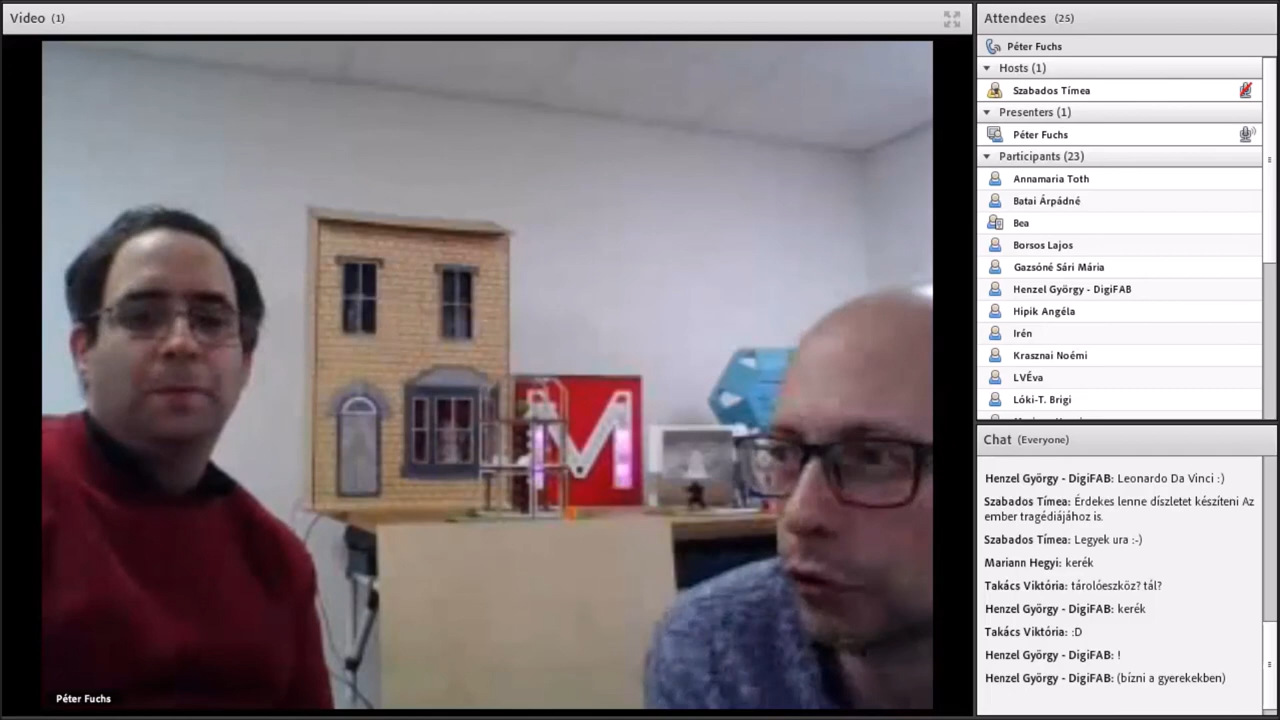 Video (1)
M
Péter Fuchs
Attendees (25)
Péter Fuchs
Hosts (1)
Szabados Tímea
Presenters (1)
Péter Fuchs
Participants (23)
Annamaria Toth
Batai Árpádné
Bea
Borsos Lajos
Gazsóné Sári Mária
Henzel György - DigiFAB
Hipik Angéla
Irén
Krasznai Noémi
LVÉva
Lóki-T. Brigi
Chat (Everyone)
Henzel György - DigiFAB: Leonardo Da Vinci :)
Szabados Tímea: Érdekes lenne díszletet készíteni Az
ember tragédiájához is.
Szabados Tímea: Legyek ura :-)
Mariann Hegyi: kerék
Takács Viktória: tárolóeszköz? tál?
Henzel György - DigiFAB: kerék
Takács Viktória: :D
Henzel György - DigiFAB: !
Henzel György - DigiFAB: (bízni a gyerekekben)